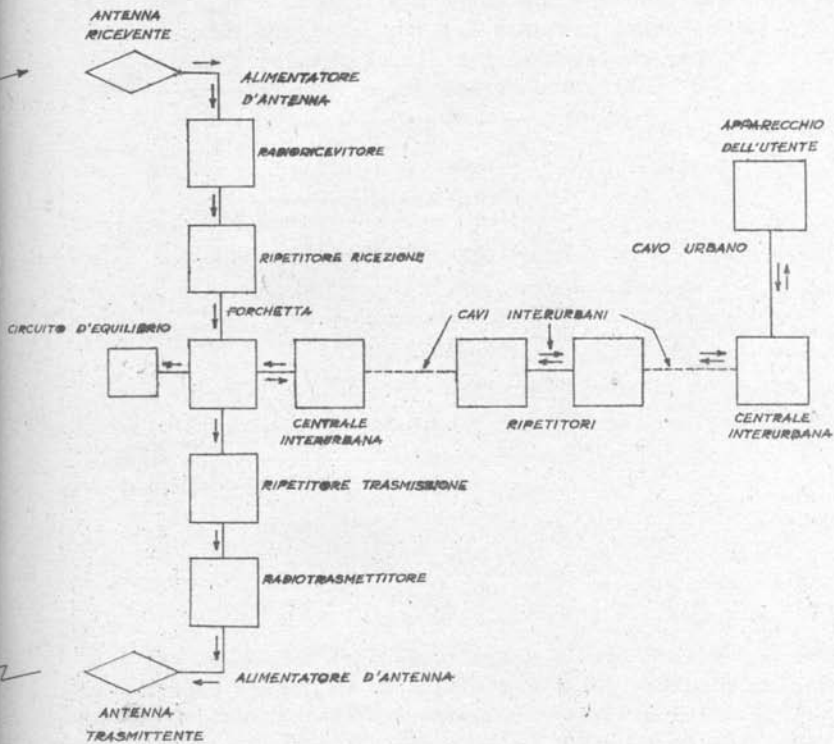 ANTENNA
RICEVENTE
ALIMENTATORE
D'ANTENNA
RADIORICEVITORE
APPARECCHIO
DELL'UTENTE
RIPETITORE RICEZIONE
CAVO URBANO
FORCHETTA
CIRCUITO D'EQUILIBRIO
CAVI INTERURBANI
CENTRALE
INTERURBANA
RIPETITORI
CENTRALE
INTERURBANA
RIPETITORE TRASMISSIONE
RADIOTRASMETTITORE
ALIMENTATORE D'ANTENNA
ANTENNA
TRASMITTENTE